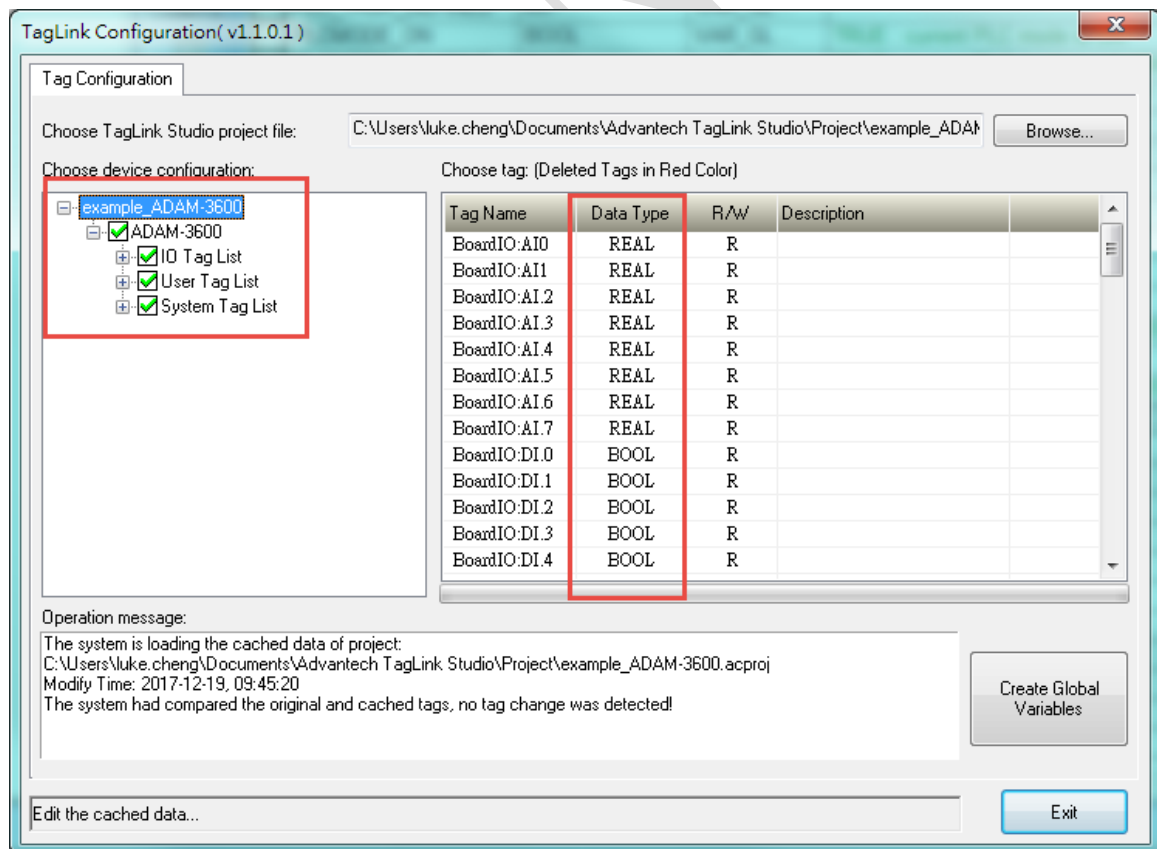 TagLink Configuration( v1.1.0.1 )
Tag Configuration
Choose TagLink Studio project file:
C:\Users\luke.cheng\Documents\Advantech TagLink Studio\Project\example_ADAM
Browse...
Choose device configuration:
example_ADAM-3600
ADAM-3600
IO Tag List
User Tag List
System Tag List
Choose tag: (Deleted Tags in Red Color)
Tag Name Data Type R/W Description
BoardIO:AI0 REAL R
BoardIO:AI1 REAL R
BoardIO:AI.2 REAL R
BoardIO:AI.3 REAL R
BoardIO:AI.4 REAL R
BoardIO:AI.5 REAL R
BoardIO:AI.6 REAL R
BoardIO:AI.7 REAL R
BoardIO:DI.0 BOOL R
BoardIO:DI.1 BOOL R
BoardIO:DI.2 BOOL R
BoardIO:DI.3 BOOL R
BoardIO:DI.4 BOOL R
Operation message:
The system is loading the cached data of project:
C:\Users\luke.cheng\Documents\Advantech TagLink Studio\Project\example_ADAM-3600.acproj
Modify Time: 2017-12-19, 09:45:20
The system had compared the original and cached tags, no tag change was detected!
Create Global
Variables
Edit the cached data...
Exit